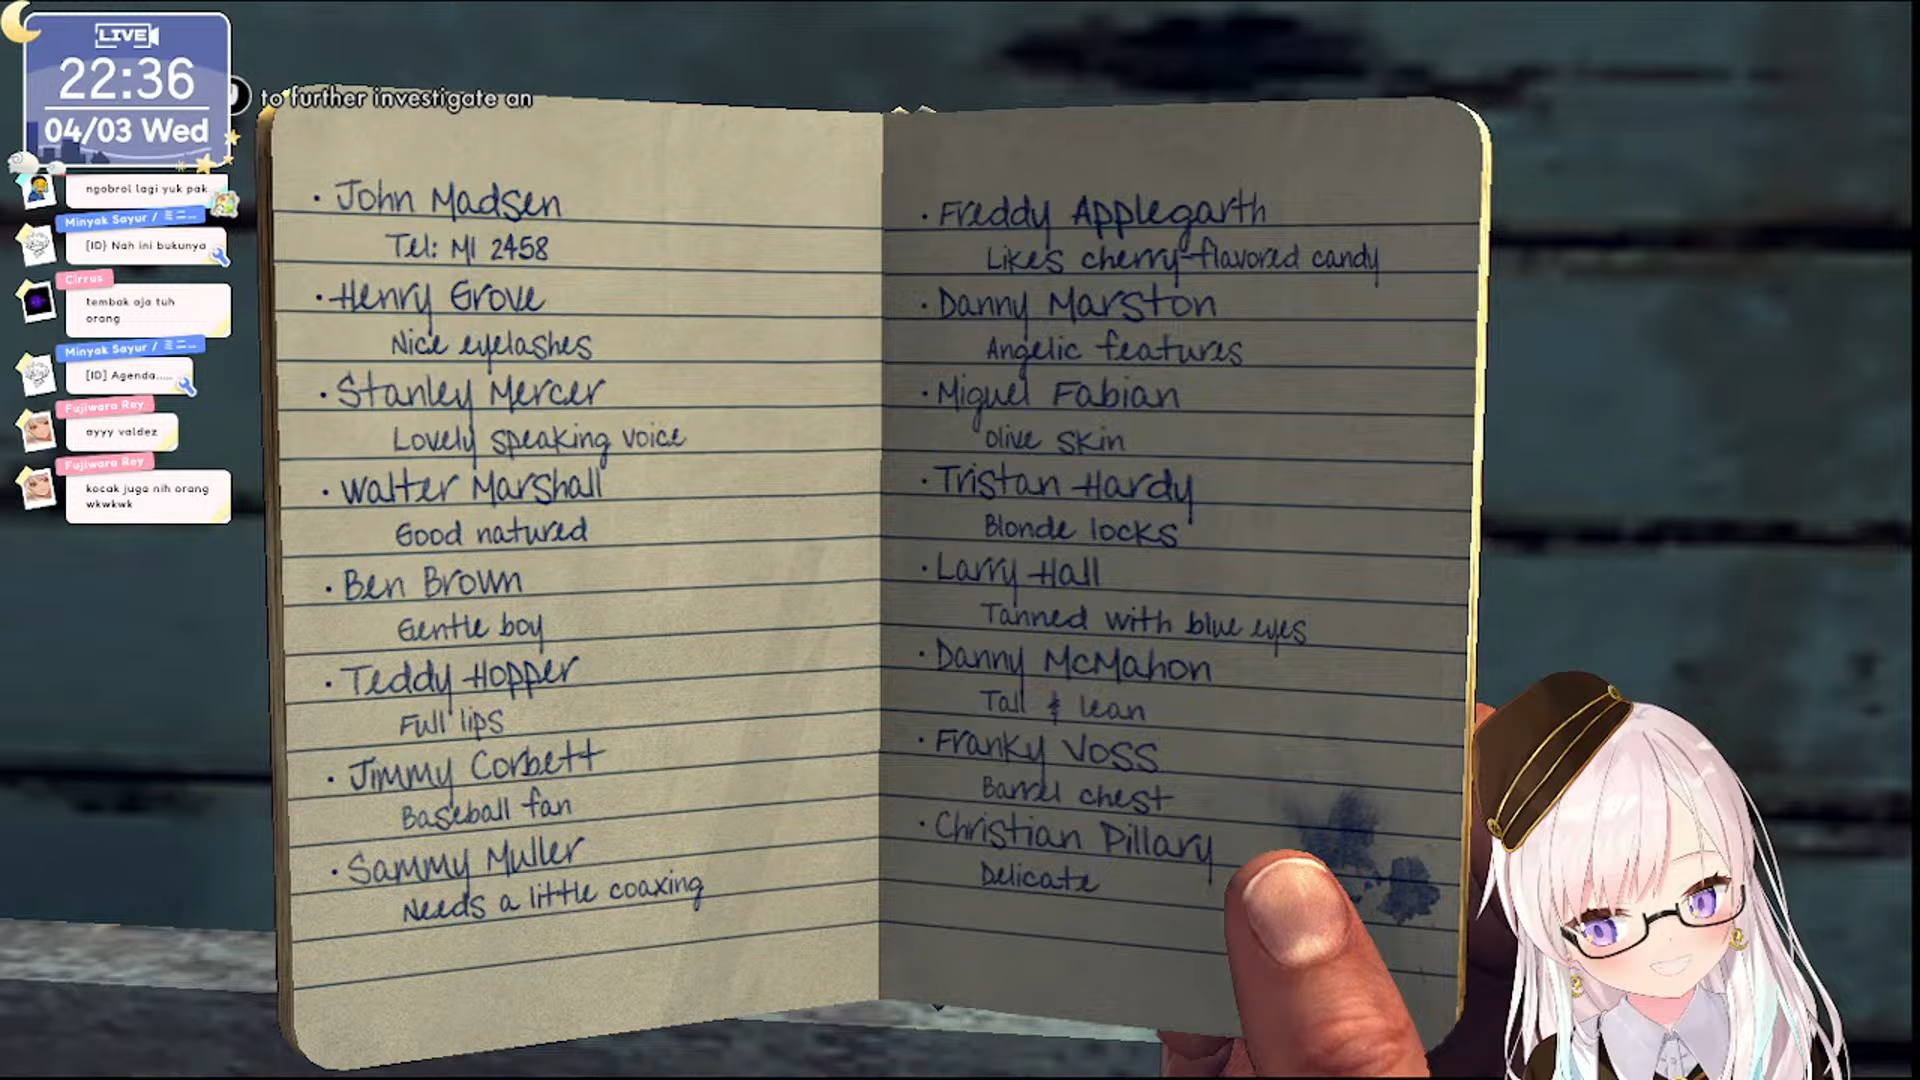 LIVE
22:36
04/03 Wed
to further investigate an
ngobrol lagi yuk pak
Minyak Sayur / ミニ...
[ID] Nah ini bukunya
Cirrus
tembak aja tuh
orang
Minyak Sayur / ミニ...
[ID] Agenda.....
Fujiwara Rey
ayyy valdez
Fujiwara Rey
kocak juga nih orang
wkwkwk
· John Madsen
Tel: MI 2458
· Henry Grove
Nice eyelashes
· Stanley Mercer
Lovely speaking voice
· Walter Marshall
Good natured
· Ben Brown
Gentle boy
· Teddy Hopper
Full lips
· Jimmy Corbett
Baseball fan
· Sammy Muller
Needs a little coaxing
· Freddy Applegarth
Likes cherry-flavored candy
· Danny Marston
Angelic features
· Miguel Fabian
olive skin
· Tristan Hardy
Blonde locks
· Larry Hall
Tanned with blue eyes
· Danny McMahon
Tall & lean
· Franky Voss
Barrel chest
· Christian Pillary
Delicate